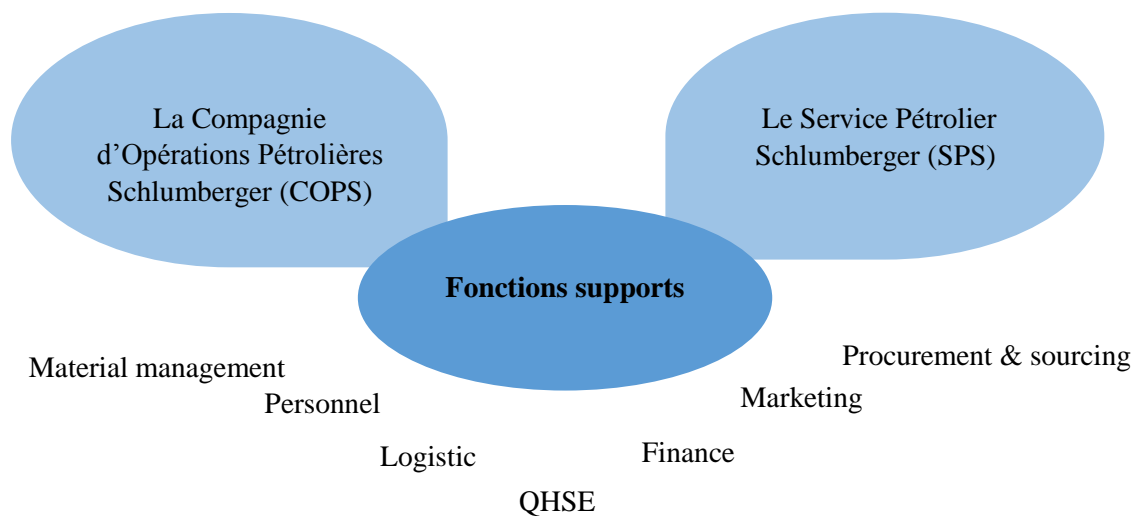 La Compagnie
d’Opérations Pétrolières
Schlumberger (COPS)
Le Service Pétrolier
Schlumberger (SPS)
Fonctions supports
Material management
Personnel
Logistic
QHSE
Finance
Marketing
Procurement & sourcing